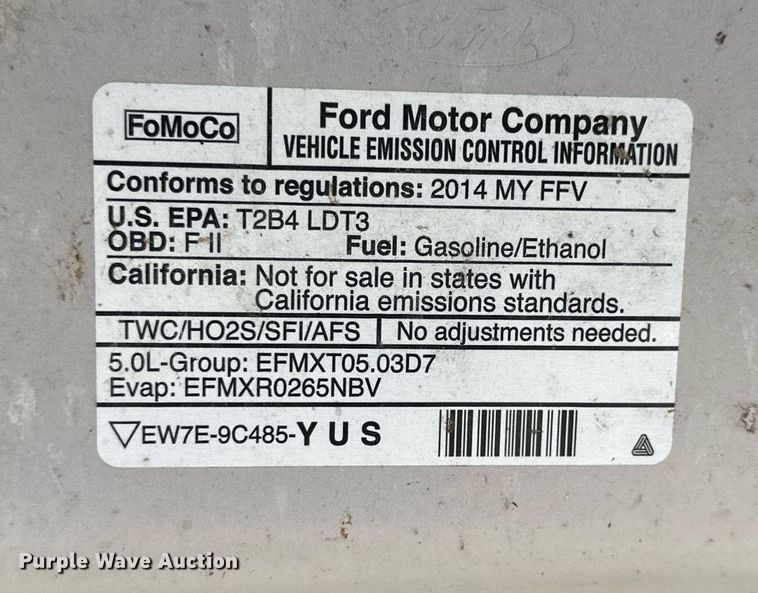 Ford
FoMoCo
Ford Motor Company
VEHICLE EMISSION CONTROL INFORMATION
Conforms to regulations: 2014 MY FFV
U.S. EPA: T2B4 LDT3
OBD: F II Fuel: Gasoline/Ethanol
California: Not for sale in states with
California emissions standards.
TWC/HO2S/SFI/AFS No adjustments needed.
5.0L-Group: EFMXT05.03D7
Evap: EFMXR0265NBV
EW7E-9C485-YUS
Purple Wave Auction